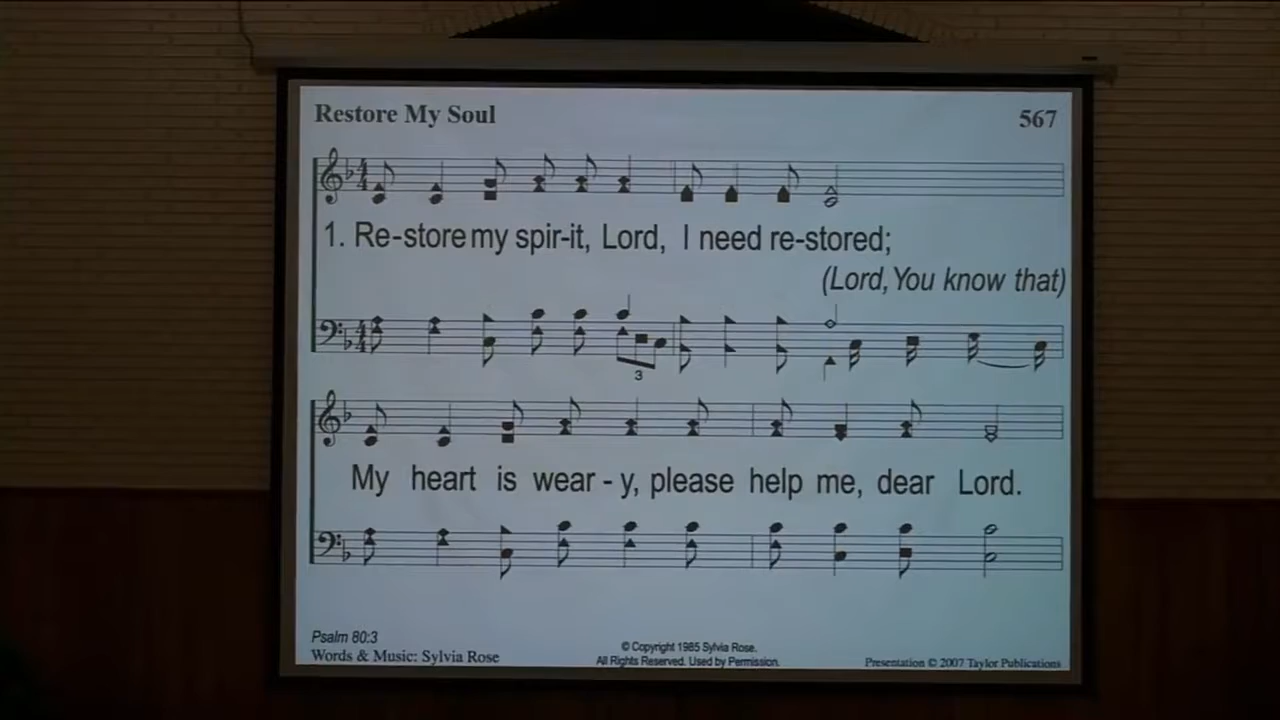 Restore My Soul
567
1. Re-store my spir-it, Lord, I need re-stored;
(Lord, You know that)
3
My heart is wear - y, please help me, dear Lord.
Psalm 80:3
Words & Music: Sylvia Rose
© Copyright 1985 Sylvia Rose.
All Rights Reserved. Used by Permission.
Presentation © 2007 Taylor Publications